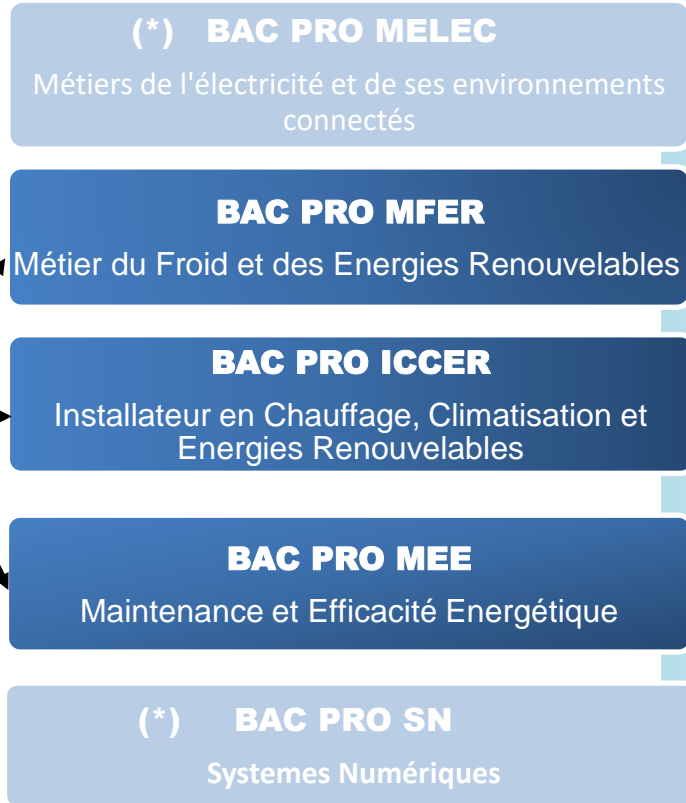 (*) BAC PRO MELEC
Métiers de l'électricité et de ses environnements
connectés
BAC PRO MFER
Métier du Froid et des Energies Renouvelables
BAC PRO ICCER
Installateur en Chauffage, Climatisation et
Energies Renouvelables
BAC PRO MEE
Maintenance et Efficacité Energétique
(*) BAC PRO SN
Systemes Numériques